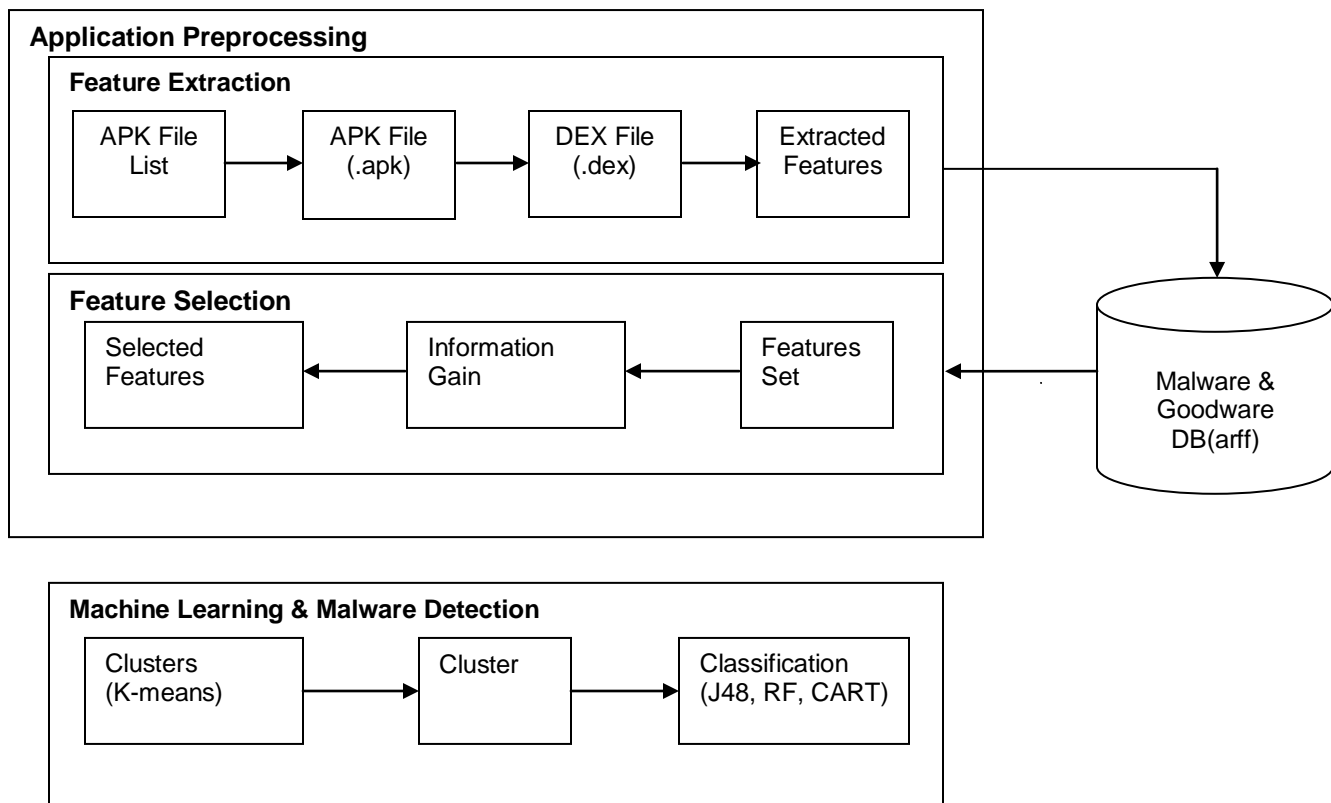 Application Preprocessing
Feature Extraction
APK File
List
APK File
(.apk)
DEX File
(.dex)
Extracted
Features
Feature Selection
Selected
Features
Information
Gain
Features
Set
Malware &
Goodware
DB(arff)
Machine Learning & Malware Detection
Clusters
(K-means)
Cluster
Classification
(J48, RF, CART)